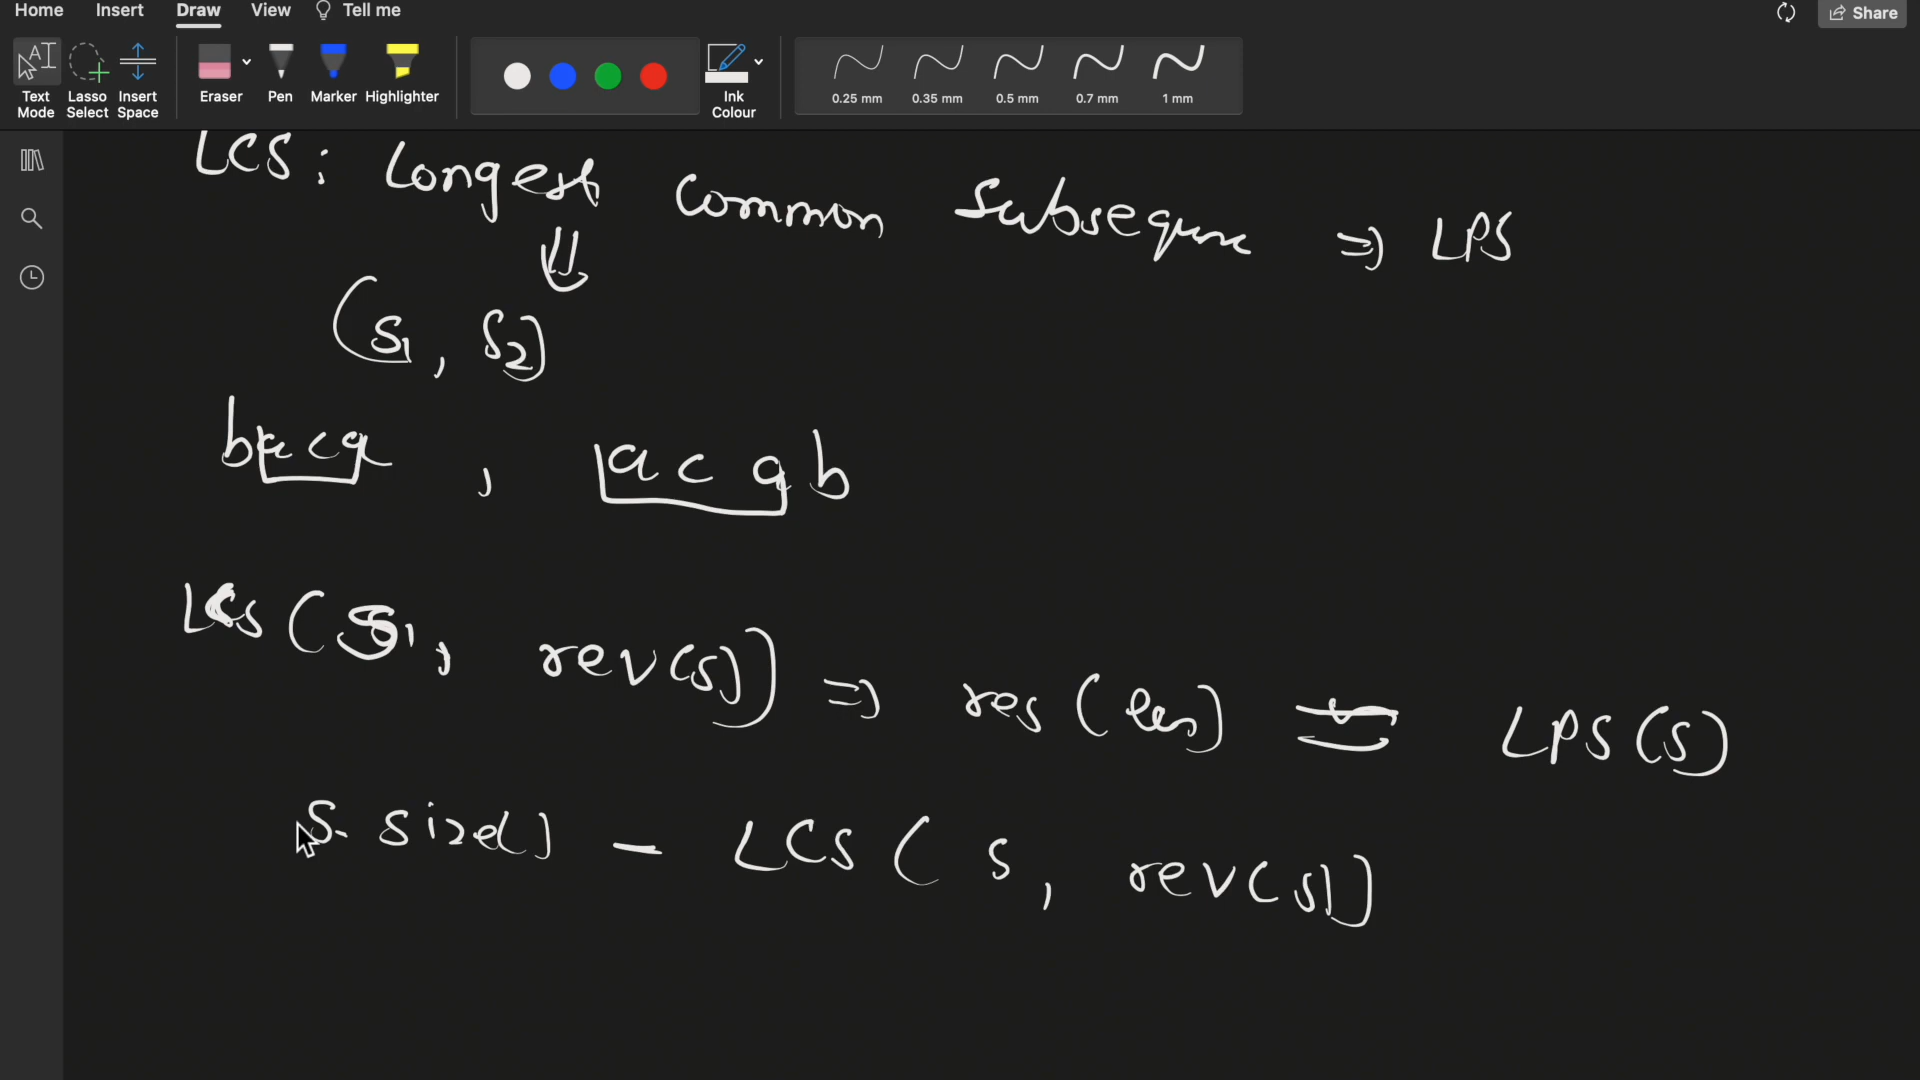 Home Insert Draw View Tell me Share
Text Mode Lasso Select Insert Space Eraser Pen Marker Highlighter Ink Colour 0.25 mm 0.35 mm 0.5 mm 0.7 mm 1 mm
LCS : Longest Common Subsequence => LPS
(S1, S2)
baca , acab
LCS (S1, rev(S)) => res (len) = LPS(S)
S. size() - LCS ( S, rev(S))